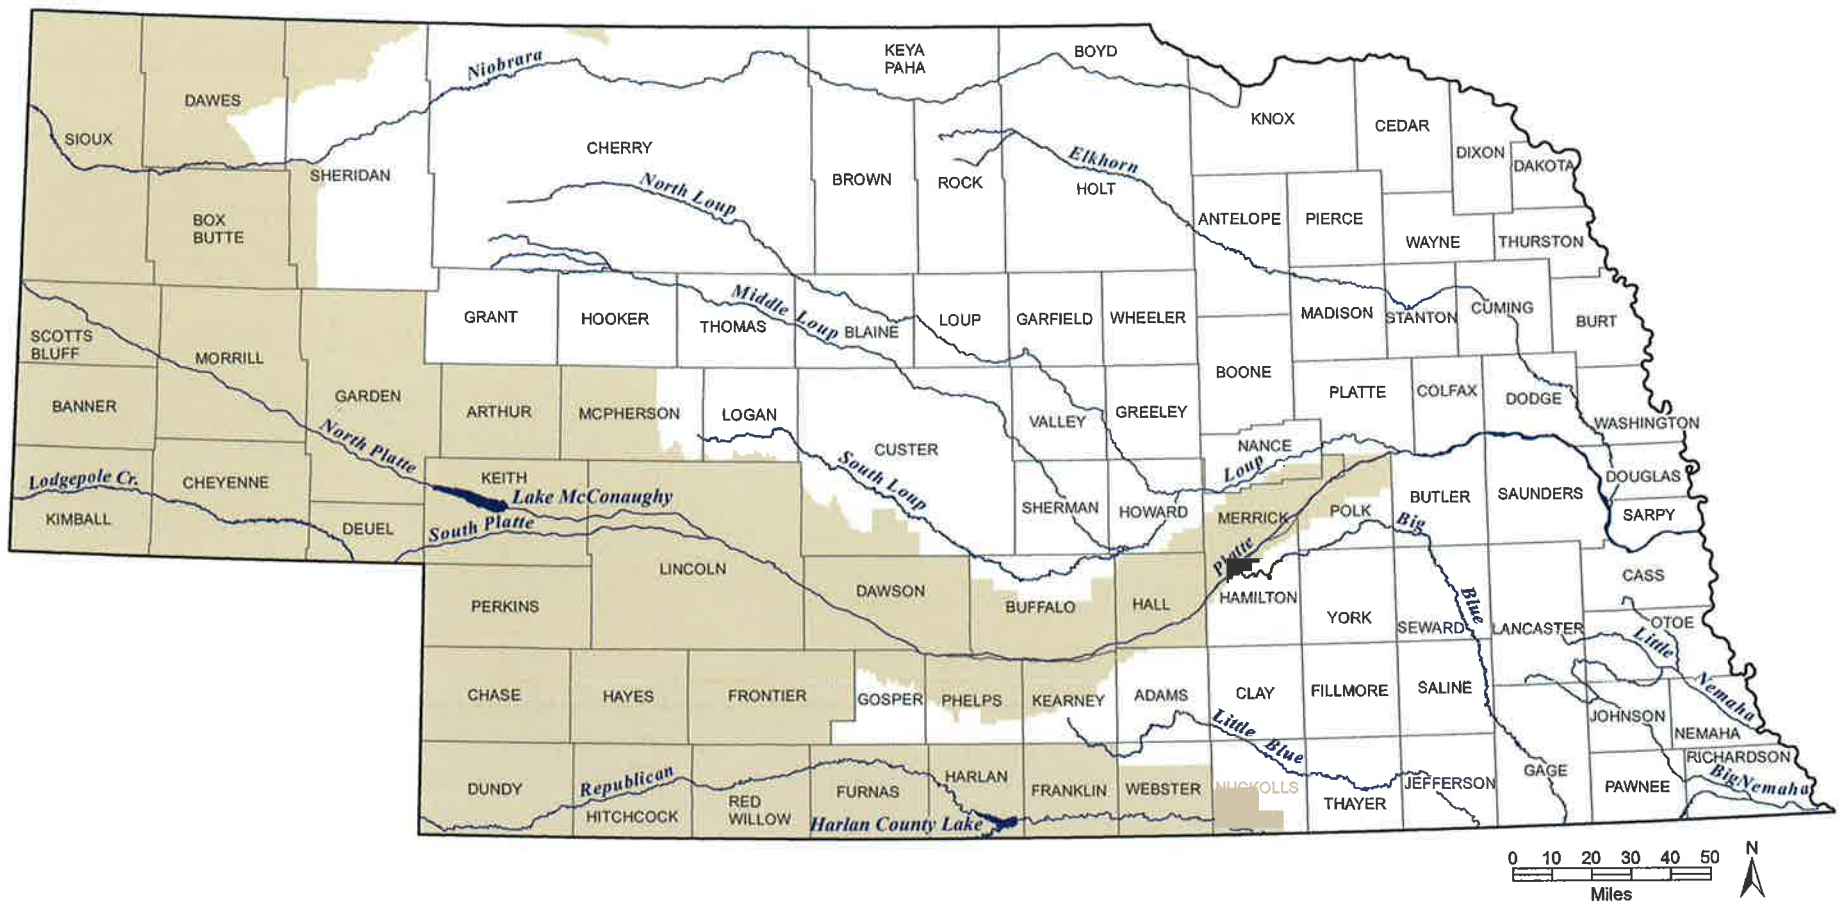 KEYA
PAHA
BOYD
Niobrara
DAWES
SIOUX
KNOX
CEDAR
CHERRY
DIXON
DAKOTA
Elkhorn
SHERIDAN
BROWN
ROCK
HOLT
North Loup
BOX
BUTTE
ANTELOPE
PIERCE
WAYNE
THURSTON
GRANT
HOOKER
THOMAS
Middle Loup
BLAINE
LOUP
GARFIELD
WHEELER
MADISON
STANTON
CUMING
BURT
SCOTTS
BLUFF
MORRILL
BOONE
GARDEN
PLATTE
COLFAX
DODGE
BANNER
ARTHUR
MCPHERSON
LOGAN
VALLEY
GREELEY
WASHINGTON
North Platte
CUSTER
NANCE
Loup
South Loup
Lodgepole Cr.
CHEYENNE
KEITH
Lake McConaughy
DOUGLAS
BUTLER
SAUNDERS
KIMBALL
DEUEL
South Platte
SHERMAN
HOWARD
MERRICK
POLK
Big
SARPY
Platte
LINCOLN
DAWSON
CASS
PERKINS
BUFFALO
HALL
HAMILTON
YORK
SEWARD
Blue
LANCASTER
OTOE
Little
Nemaha
CHASE
HAYES
FRONTIER
GOSPER
PHELPS
KEARNEY
ADAMS
CLAY
FILLMORE
SALINE
JOHNSON
NEMAHA
Little Blue
RICHARDSON
DUNDY
Republican
HITCHCOCK
RED
WILLOW
FURNAS
HARLAN
FRANKLIN
WEBSTER
NUCKOLLS
THAYER
JEFFERSON
GAGE
PAWNEE
BigNemaha
Harlan County Lake
0 10 20 30 40 50
Miles
N